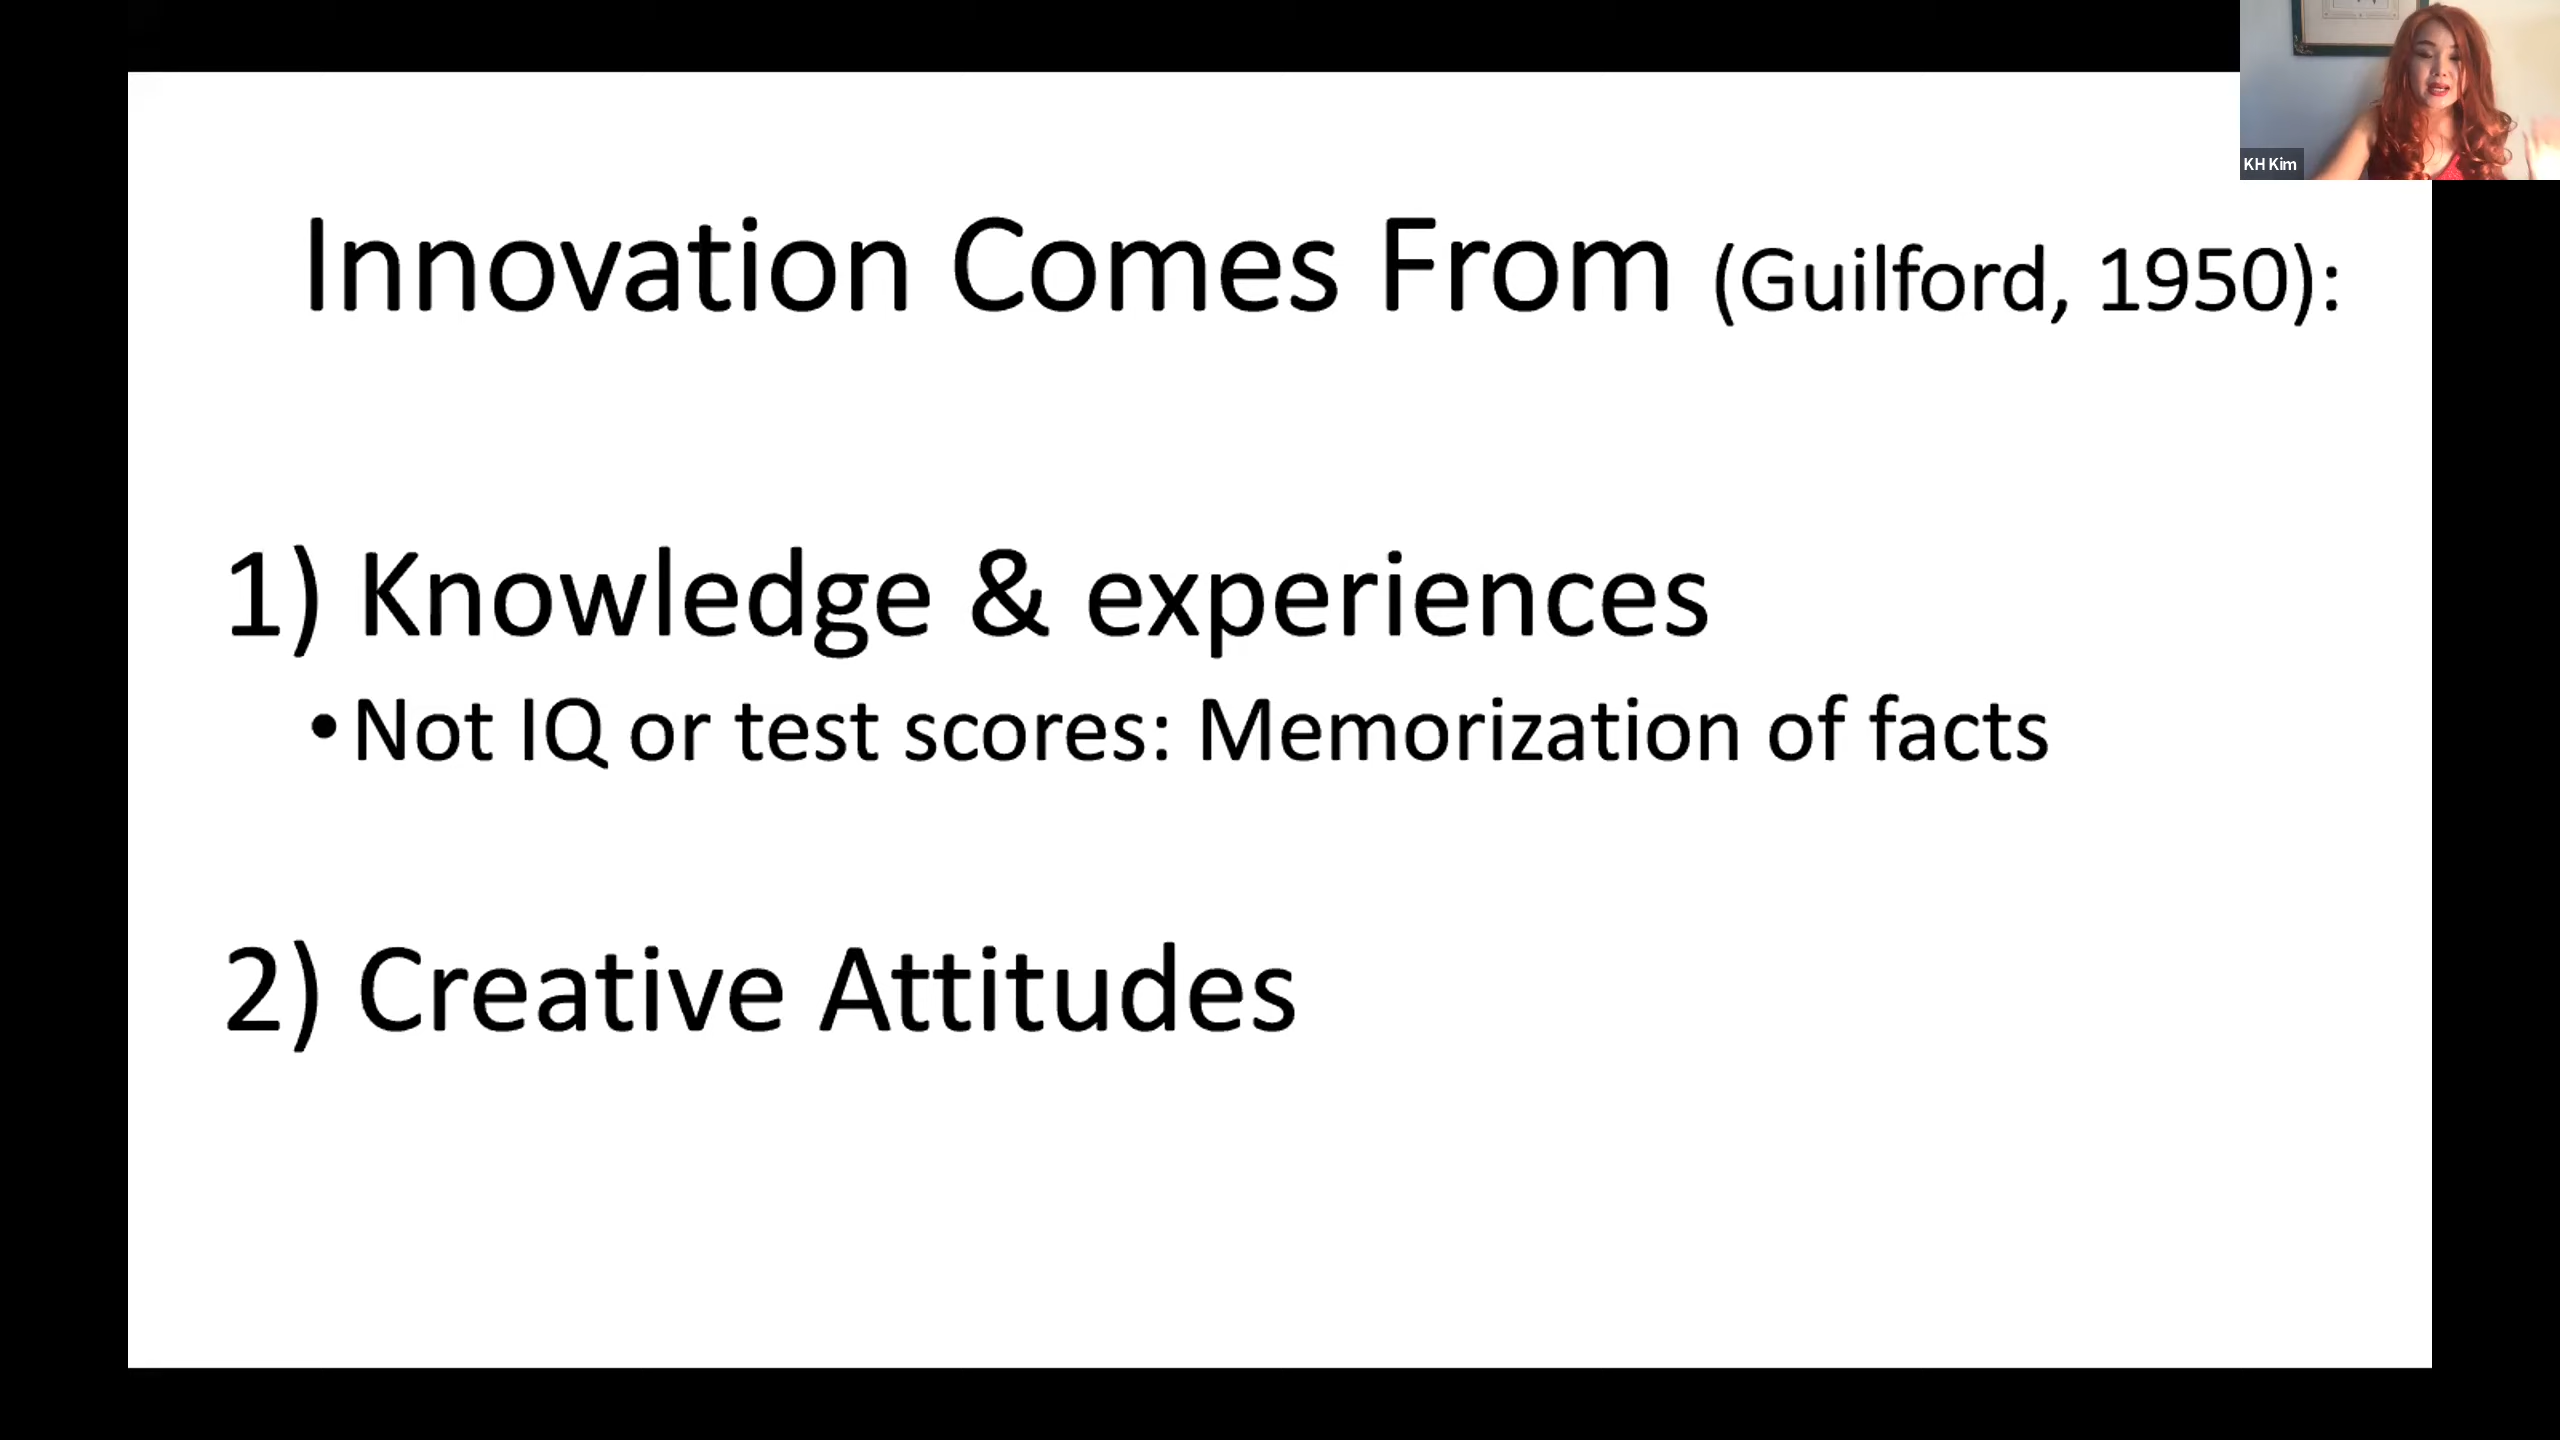 Innovation Comes From (Guilford, 1950):
1) Knowledge & experiences
• Not IQ or test scores: Memorization of facts
2) Creative Attitudes
KH Kim